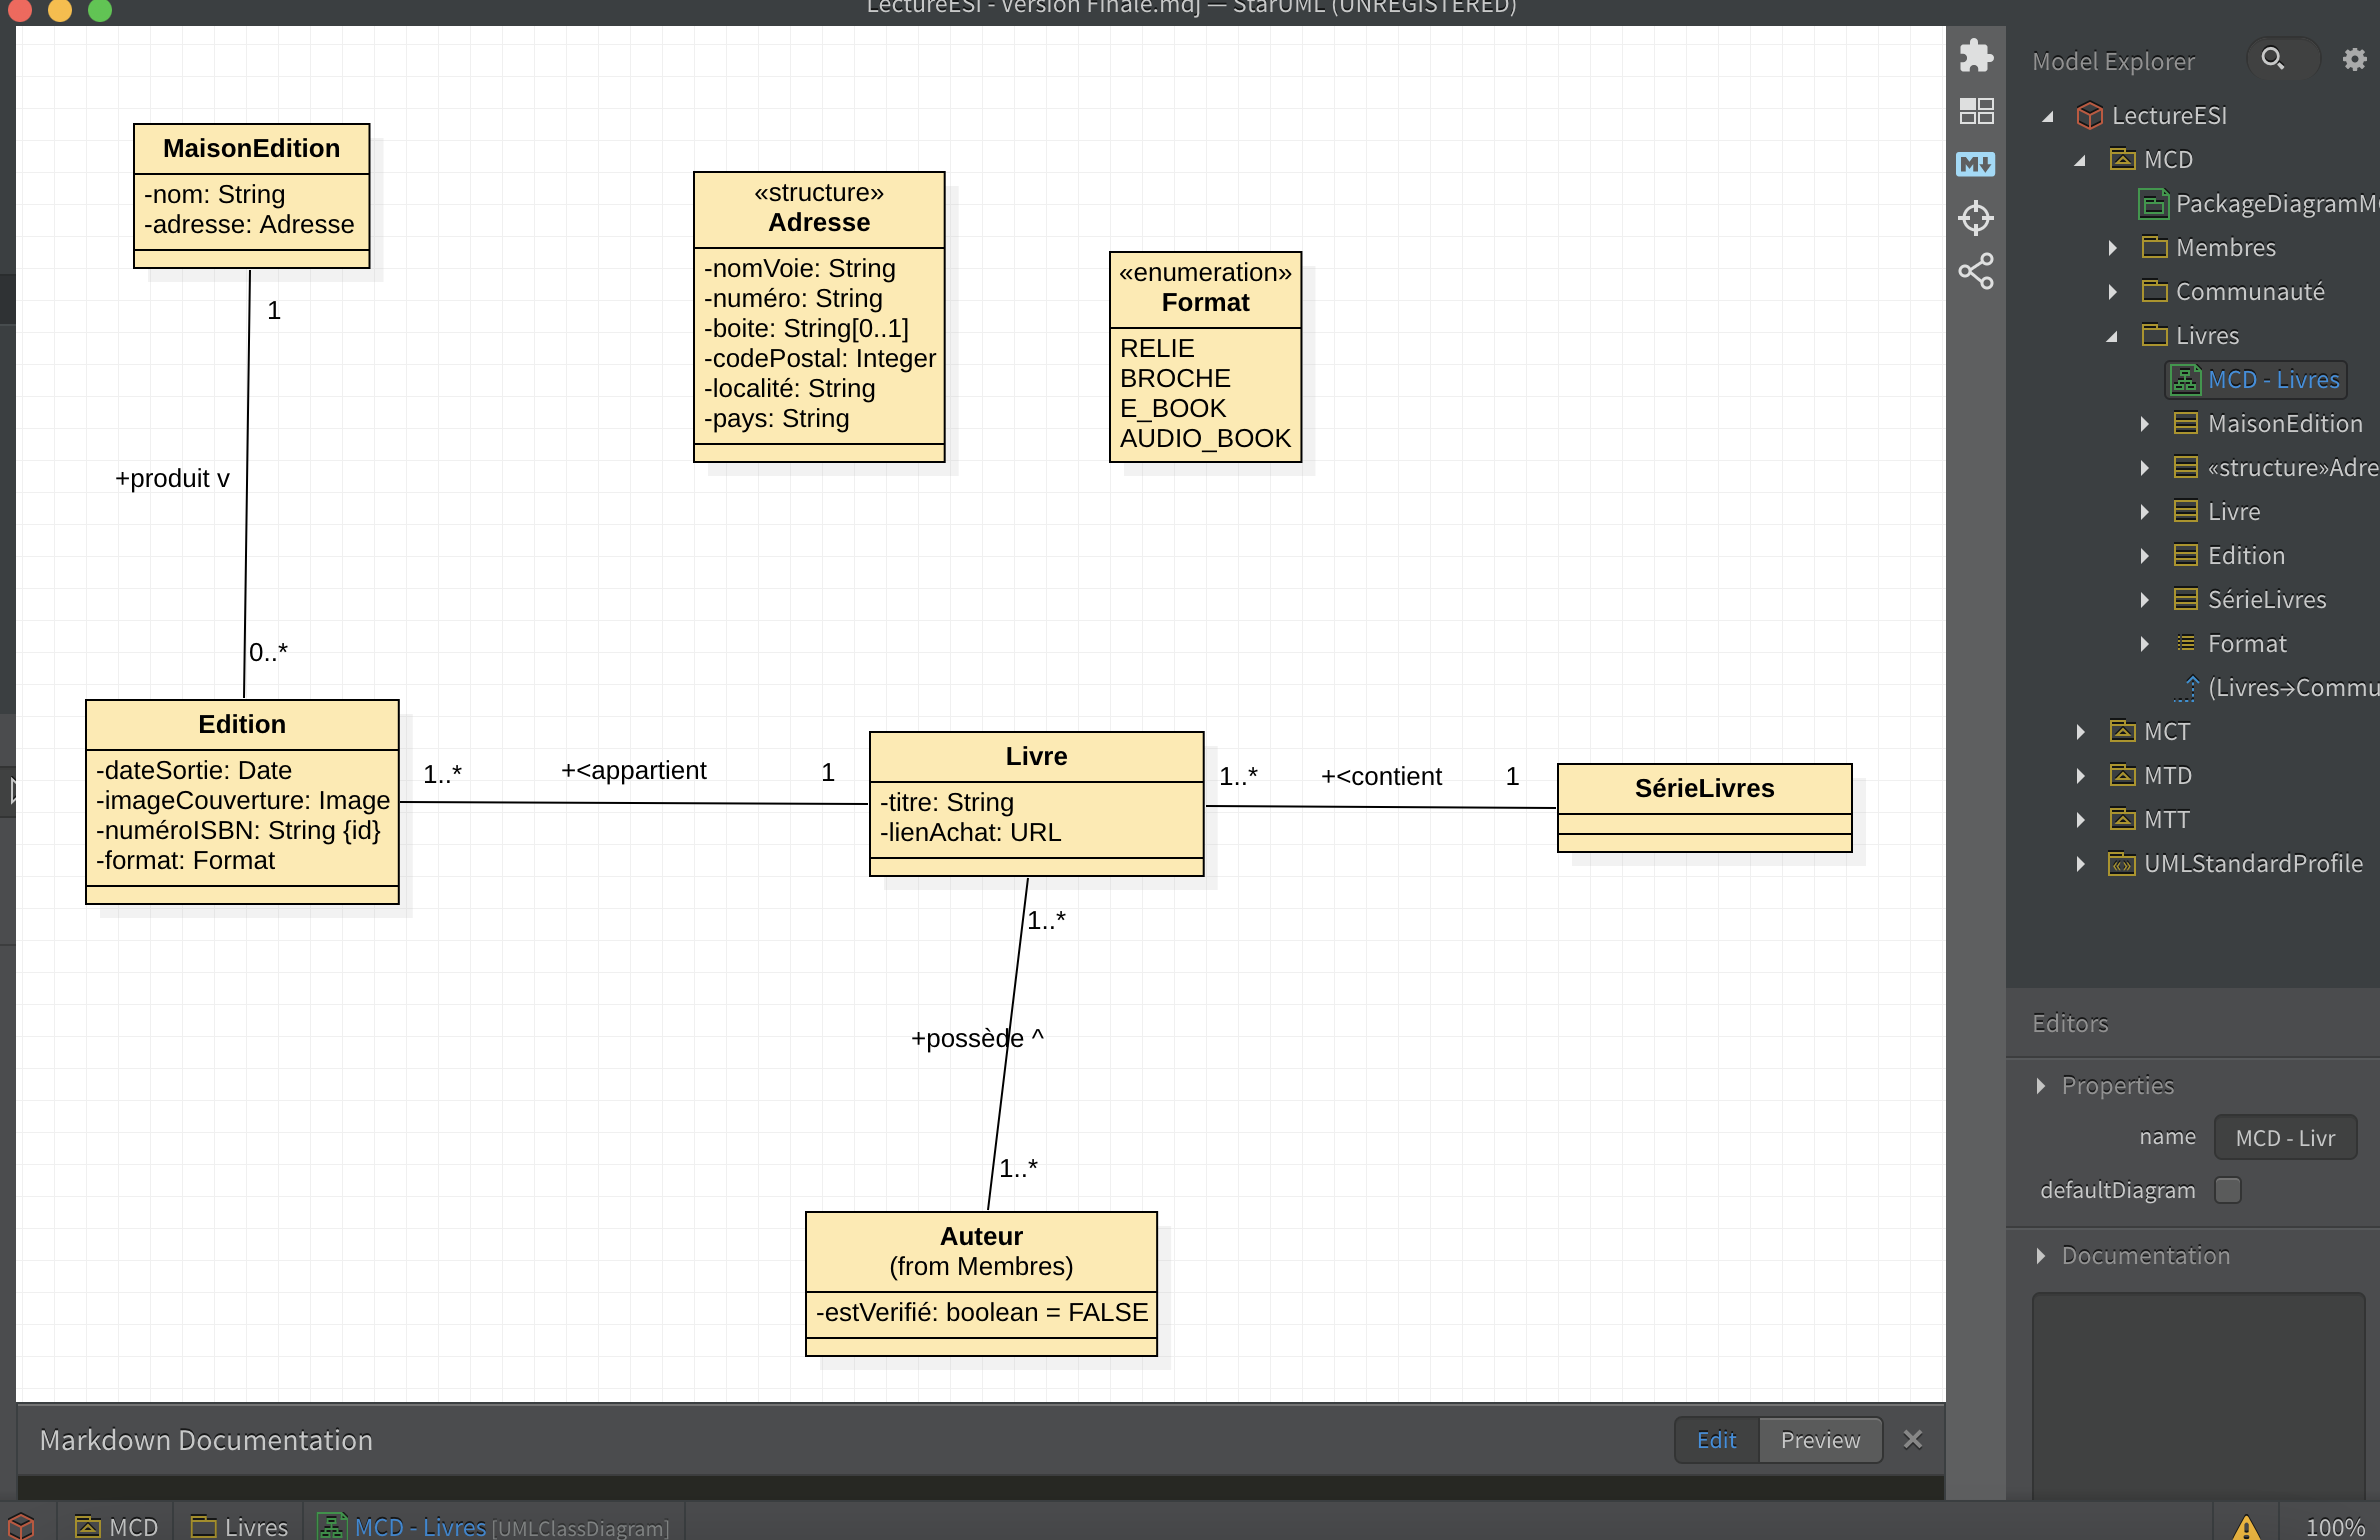 LectureESI - Version Finale.mdj — StarUML (UNREGISTERED)
MaisonEdition
-nom: String
-adresse: Adresse
1
+produit v
0..*
«structure»
Adresse
-nomVoie: String
-numéro: String
-boite: String[0..1]
-codePostal: Integer
-localité: String
-pays: String
«enumeration»
Format
RELIE
BROCHE
E_BOOK
AUDIO_BOOK
Edition
-dateSortie: Date
-imageCouverture: Image
-numéroISBN: String {id}
-format: Format
1..*
+<appartient
1
Livre
-titre: String
-lienAchat: URL
1..*
+<contient
1
SérieLivres
1..*
+possède ^
1..*
Auteur
(from Membres)
-estVerifié: boolean = FALSE
Model Explorer
LectureESI
MCD
PackageDiagramM
Membres
Communauté
Livres
MCD - Livres
MaisonEdition
«structure»Adre
Livre
Edition
SérieLivres
Format
(Livres→Commu
MCT
MTD
MTT
UMLStandardProfile
Editors
Properties
name MCD - Livr
defaultDiagram
Documentation
Markdown Documentation
Edit Preview
MCD Livres MCD - Livres [UMLClassDiagram]
100%